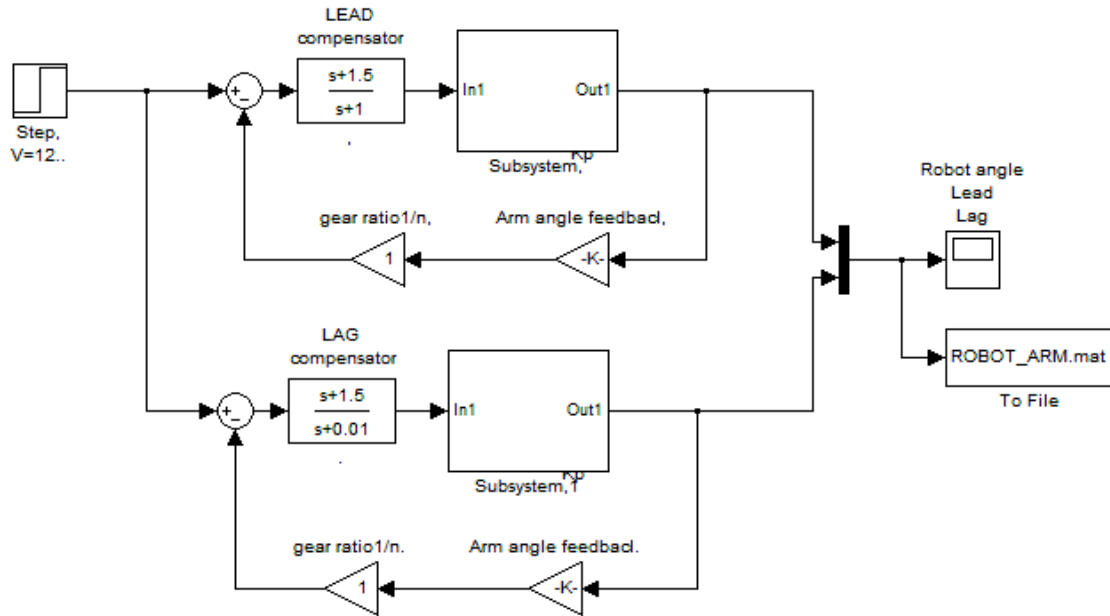 LEAD
compensator
s+1.5
s+1
,
In1
Out1
Kp
Subsystem,
Step,
V=12..
+
−
gear ratio1/n,
Arm angle feedbacl,
1
-K-
Robot angle
Lead
Lag
ROBOT_ARM.mat
To File
LAG
compensator
s+1.5
s+0.01
.
In1
Out1
Kp
Subsystem,1
+
−
gear ratio1/n.
Arm angle feedbacl.
1
-K-